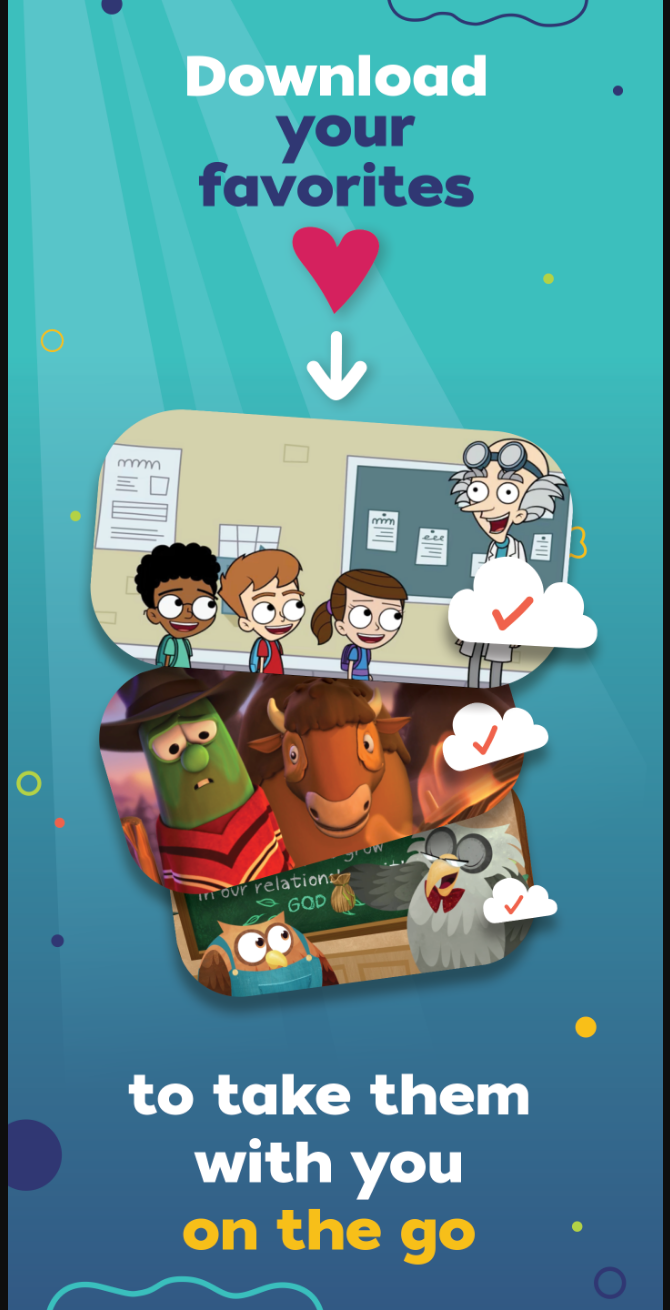 Download
your
favorites
grow
in our relationship
GOD
to take them
with you
on the go